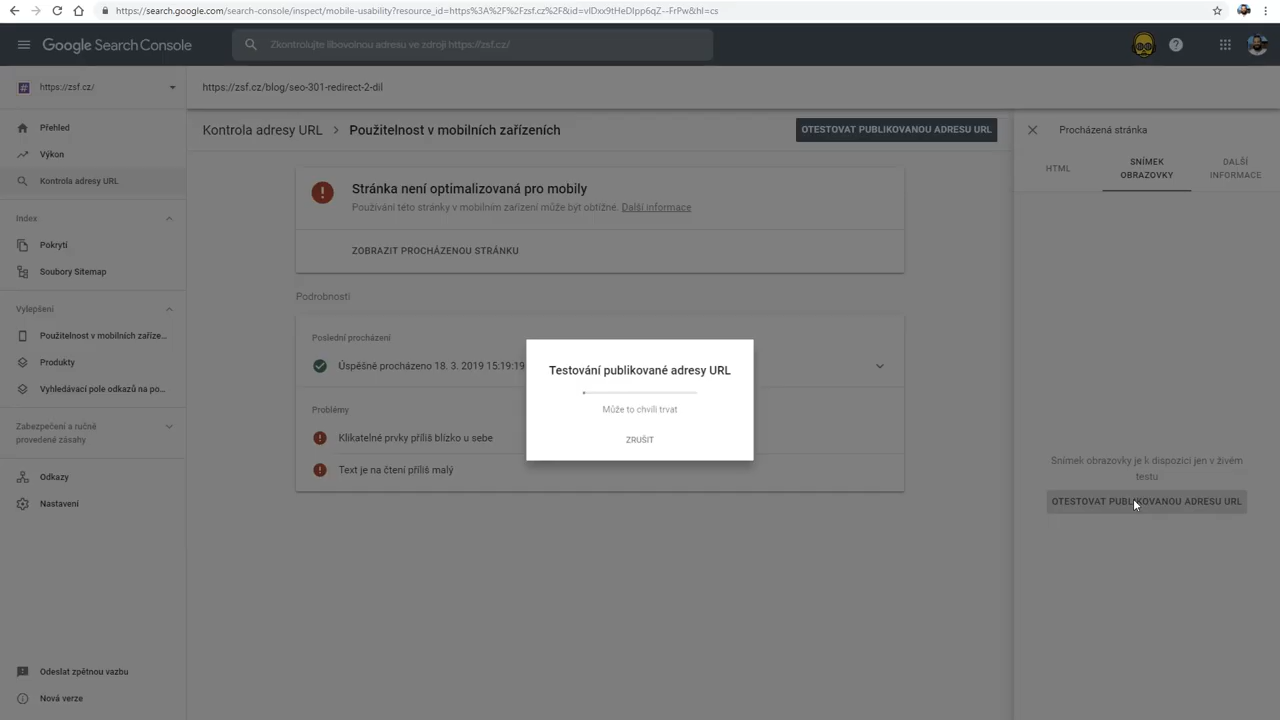 https://search.google.com/search-console/inspect/mobile-usability?resource_id=https%3A%2F%2Fzsf.cz%2F&id=vlDxx9tHeDlpp6qZ--FrPw&hl=cs
Google Search Console
Zkontrolujte libovolnou adresu ve zdroji https://zsf.cz/
https://zsf.cz/
https://zsf.cz/blog/seo-301-redirect-2-dil
Přehled
Výkon
Kontrola adresy URL
Index
Pokrytí
Soubory Sitemap
Vylepšení
Použitelnost v mobilních zaříze...
Produkty
Vyhledávací pole odkazů na po...
Zabezpečení a ručně
provedené zásahy
Odkazy
Nastavení
Odeslat zpětnou vazbu
Nová verze
Kontrola adresy URL > Použitelnost v mobilních zařízeních
OTESTOVAT PUBLIKOVANOU ADRESU URL
Stránka není optimalizovaná pro mobily
Používání této stránky v mobilním zařízení může být obtížné. Další informace
ZOBRAZIT PROCHÁZENOU STRÁNKU
Podrobnosti
Poslední procházení
Úspěšně procházeno 18. 3. 2019 15:19:19
Problémy
Klikatelné prvky příliš blízko u sebe
Text je na čtení příliš malý
Testování publikované adresy URL
Může to chvíli trvat
ZRUŠIT
Procházená stránka
HTML
SNÍMEK
OBRAZOVKY
DALŠÍ
INFORMACE
Snímek obrazovky je k dispozici jen v živém
testu
OTESTOVAT PUBLIKOVANOU ADRESU URL